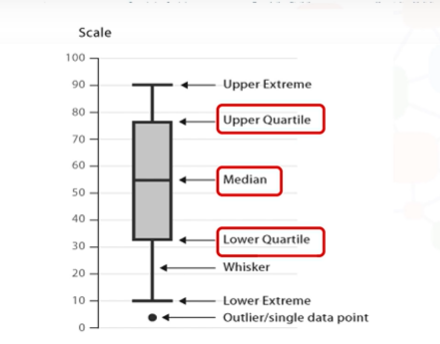 Scale
100
90
Upper Extreme
80
Upper Quartile
70
60
Median
50
40
Lower Quartile
30
Whisker
20
10
Lower Extreme
Outlier/single data point
0